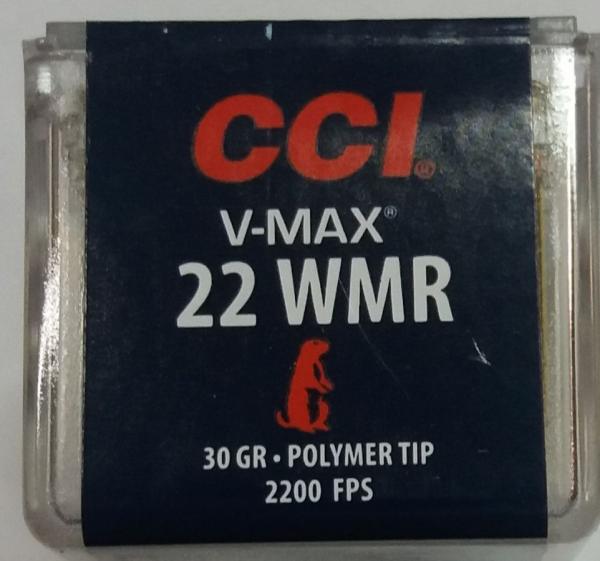 CCI®
V-MAX®
22 WMR
30 GR • POLYMER TIP
2200 FPS